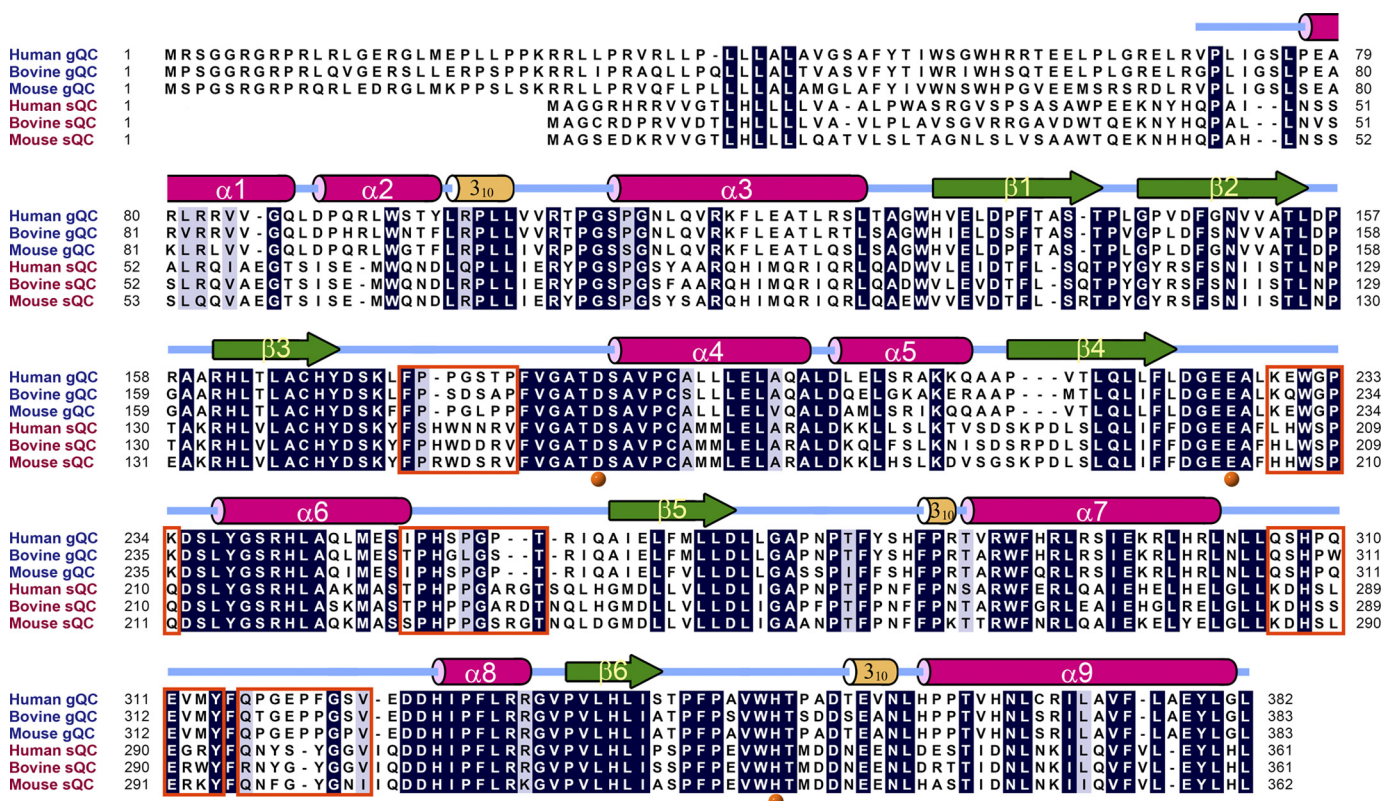 Human gQC 1 MRSGGRGRPRLRLGERGLMEPLLPPKRRLLPRVRLLP-LLLALAVGSAFYTIWSGWHRRTEELPLGRELRVPLIGSLPEA 79
Bovine gQC 1 MPSGGRGRPRLQVGERSLLERPSPPKRRLIPRAQLLPQLLLALTVASVFYTIWRIWHSQTEELPLGRELRGPLIGSLPEA 80
Mouse gQC 1 MSPGSRGRPRQRLEDRGLMKPPSLSKRRLLPRVQFLPLLLLALAMGLAFYIVWNSWHPGVEEMSRSRDLRVPLIGSLSEA 80
Human sQC 1 MAGGRHRRVVGTLHLLLLVA-ALPWASRGVSPSASAWPEEKNYHQPAI--LNSS 51
Bovine sQC 1 MAGCRDPRVVDTLHLLLLVA-VLPLAVSGVRRGAVDWTQEKNYHQPAL--LNVS 51
Mouse sQC 1 MAGSEDKRVVGTLHLLLLQATVLSLTAGNLSLVSAAWTQEKNHHQPAH--LNSS 52
α1 α2 3₁₀ α3 β1 β2
Human gQC 80 RLRRVV-GQLDPQRLWSTYLRPLLVVRTPGSPGNLQVRKFLEATLRSLTAGWHVELDPFTAS-TPLGPVDFGNVVATLDP 157
Bovine gQC 81 RVRRVV-GQLDPHRLWNTFLRPLLVVRTPGSPGNLQVRKFLEATLRTLSAGWHIELDSFTAS-TPVGPLDFSNVVATLDP 158
Mouse gQC 81 KLRLVV-GQLDPQRLWGTFLRPLLIVRPPGSPGNLQVRKFLEATLQSLSAGWHVELDPFTAS-TPLGPLDFGNVVATLDP 158
Human sQC 52 ALRQIAEGTSISE-MWQNDLQPLLIERYPGSPGSYAARQHIMQRIQRLQADWVLEIDTFL-SQTPYGYRSFSNIISTLNP 129
Bovine sQC 52 SLRQVAEGTSISE-MWQNDLRPLLIERYPGSPGSFAARQHIMQRIQRLQADWVLEVDTFL-SQTPYGYRSFSNIISTLNP 129
Mouse sQC 53 SLQQVAEGTSISE-MWQNDLRPLLIERYPGSPGSYSARQHIMQRIQRLQAEWVVEVDTFL-SRTPYGYRSFSNIISTLNP 130
β3 α4 α5 β4
Human gQC 158 RAARHLTLACHYDSKLFP-PGSTPFVGATDSAVPCALLLELAQALDLELSRAKKQAAP---VTLQLLFLDGEEALKEWGP 233
Bovine gQC 159 GAARHLTLACHYDSKLFPSDSAPFVGATDSAVPCSLLLELAQALDQELGKAKERAAP---MTLQLIFLDGEEALKQWGP 234
Mouse gQC 159 GAARHLTLACHYDSKFFP-PGLPPFVGATDSAVPCALLLELVQALDAMLSRIKQQAAP---VTLQLLFLDGEEALKEWGP 234
Human sQC 130 TAKRHLVLACHYDSKYFSHWNNRVFVGATDSAVPCAMMLELARALDKKLLSLKTVSDSKPDLSLQLIFFDGEEAFLHWSP 209
Bovine sQC 130 TAKRHLVLACHYDSKYFPHWDDRVFVGATDSAVPCAMMLELARALDKQLFSLKNISDSRPDLSLQLIFFDGEEAFLHWSP 209
Mouse sQC 131 EAKRHLVLACHYDSKYFPRWDSRVFVGATDSAVPCAMMLELARALDKKLHSLKDVSGSKPDLSLQLIFFDGEEAFHHWSP 210
α6 β5 3₁₀ α7
Human gQC 234 KDSLYGSRHLAQLMESIPHSPGP--T-RIQAIELFMLLDLLGAPNPTFYSHFPRTVRWFHRLRSIEKRLHRLNLLQSHPQ 310
Bovine gQC 235 KDSLYGSRHLAQLMESTPHGLGS--T-RIQAIELFMLLDLLGAPNPTFYSHFPRTARWFHRLRSIEKRLHRLNLLQSHPW 311
Mouse gQC 235 KDSLYGSRHLAQIMESIPHSPGP--T-RIQAIELFVLLDLLGASSPIFFSHFPRTARWFQRLRSIEKRLHRLNLLQSHPQ 311
Human sQC 210 QDSLYGSRHLAAKMASTPHPPGARGTSQLHGMDLLVLLDLIGAPNPTFPNFFPNSARWFERLQAIEHELHELGLLKDHSL 289
Bovine sQC 210 QDSLYGSRHLASKMASTPHPPGARDTNQLHGMDLLVLLDLIGAPFPTFPNFFPNTARWFGRLEAIEHGLRELGLLKDHSS 289
Mouse sQC 211 QDSLYGSRHLAQKMASSPHPPGSRGTNQLDGMDLLVLLDLIGAANPTFPNFFPKTTRWFNRLQAIEKELYELGLLKDHSL 290
α8 β6 3₁₀ α9
Human gQC 311 EVMYFQPGEPFGSV-EDDHIPFLRRGVPVLHLISTPFPAVWHTPADTEVNLHPPTVHNLCRILAVF-LAEYLGL 382
Bovine gQC 312 EVMYFQTGEPPGSV-EDDHIPFLRRGVPVLHLIATPFPSVWHTSDDSEANLHPPTVHNLSRILAVF-LAEYLGL 383
Mouse gQC 312 EVMYFQPGEPPGPV-EDDHIPFLRRGVPVLHLIATPFPAVWHTPADTEANLHPPTVHNLSRILAVF-LAEYLGL 383
Human sQC 290 EGRYFQNYS-YGGVIQDDHIPFLRRGVPVLHLIPSPFPEVWHTMDDNEENLDESTIDNLNKILQVFVL-EYLHL 361
Bovine sQC 290 ERWYFRNYG-YGGVIQDDHIPFLRRGVPVLHLISSPFPEVWHTMDDNEENLDRTTIDNLNKILQVFVL-EYLHL 361
Mouse sQC 291 ERKYFQNFG-YGNIIQDDHIPFLRKGVPVLHLIASPFPEVWHTMDDNEENLHASTIDNLNKIIQVFVL-EYLHL 362